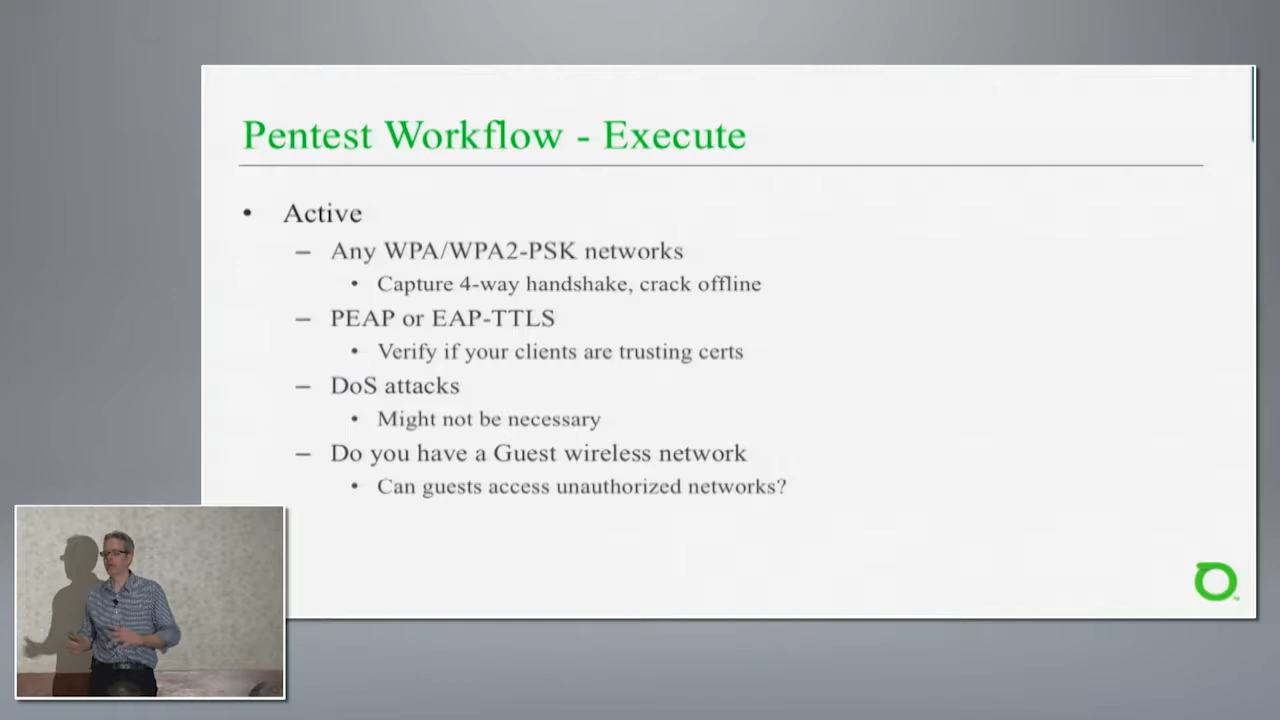 Pentest Workflow - Execute
• Active
– Any WPA/WPA2-PSK networks
• Capture 4-way handshake, crack offline
– PEAP or EAP-TTLS
• Verify if your clients are trusting certs
– DoS attacks
• Might not be necessary
– Do you have a Guest wireless network
• Can guests access unauthorized networks?